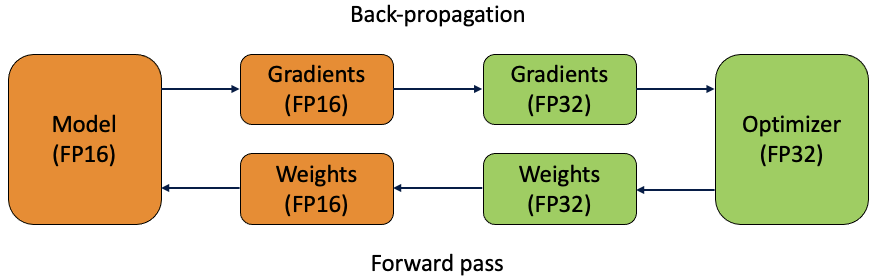 Back-propagation
Model
(FP16)
Gradients
(FP16)
Gradients
(FP32)
Optimizer
(FP32)
Weights
(FP16)
Weights
(FP32)
Forward pass